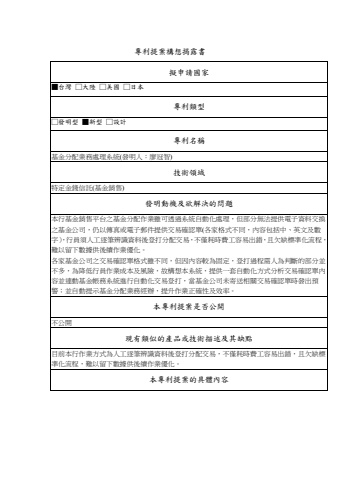 專利提案構想揭露書
擬申請國家
■台灣 □大陸 □美國 □日本
專利類型
□發明型 ■新型 □設計
專利名稱
基金分配業務處理系統(發明人：廖冠智)
技術領域
特定金錢信託(基金銷售)
發明動機及欲解決的問題
本行基金銷售平台之基金分配作業雖可透過系統自動化處理，但部分無法提供電子資料交換
之基金公司，仍以傳真或電子郵件提供交易確認單(各家格式不同，內容包括中、英文及數
字)，行員須人工逐筆辨識資料後登打分配交易，不僅耗時費工容易出錯，且欠缺標準化流程，
難以留下數據供後續作業優化。
各家基金公司之交易確認單格式雖不同，但因內容較為固定，登打過程需人為判斷的部分並
不多，為降低行員作業成本及風險，故構想本系統，提供一套自動化方式分析交易確認單內
容並連動基金帳務系統進行自動化交易登打，當基金公司未寄送相關交易確認單時發出預
警；並自動提示基金分配業務經辦，提升作業正確性及效率。
本專利提案是否公開
不公開
現有類似的產品或技術描述及其缺點
目前本行作業方式為人工逐筆辨識資料後登打分配交易，不僅耗時費工容易出錯，且欠缺標
準化流程，難以留下數據供後續作業優化。
本專利提案的具體內容